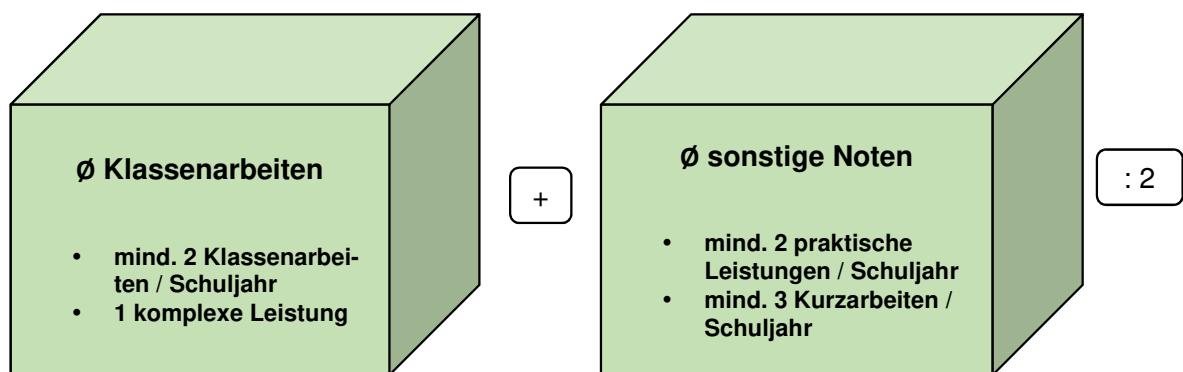 Ø Klassenarbeiten
• mind. 2 Klassenarbei-
ten / Schuljahr
• 1 komplexe Leistung
+
Ø sonstige Noten
• mind. 2 praktische
Leistungen / Schuljahr
• mind. 3 Kurzarbeiten /
Schuljahr
: 2